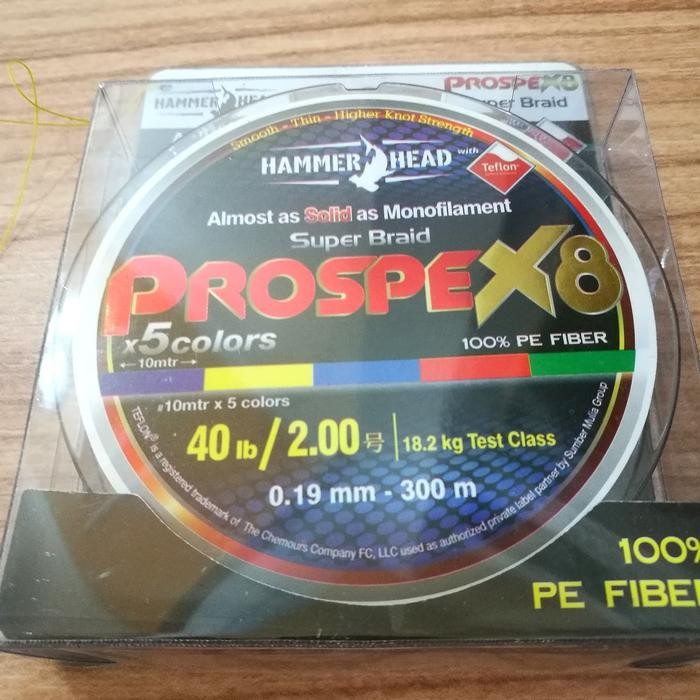 HAMMER HEAD
PROSPEX8
Super Braid
Smooth - Thin - Higher Knot Strength
HAMMER HEAD with Teflon®
Almost as Solid as Monofilament
Super Braid
PROSPEX8
x5colors
100% PE FIBER
10mtr
#10mtr x 5 colors
40 lb / 2.00 号 18.2 kg Test Class
0.19 mm - 300 m
TEFLON® is a registered trademark of The Chemours Company FC, LLC used as authorized private label partner by Sumber Mulia Group
100%
PE FIBER